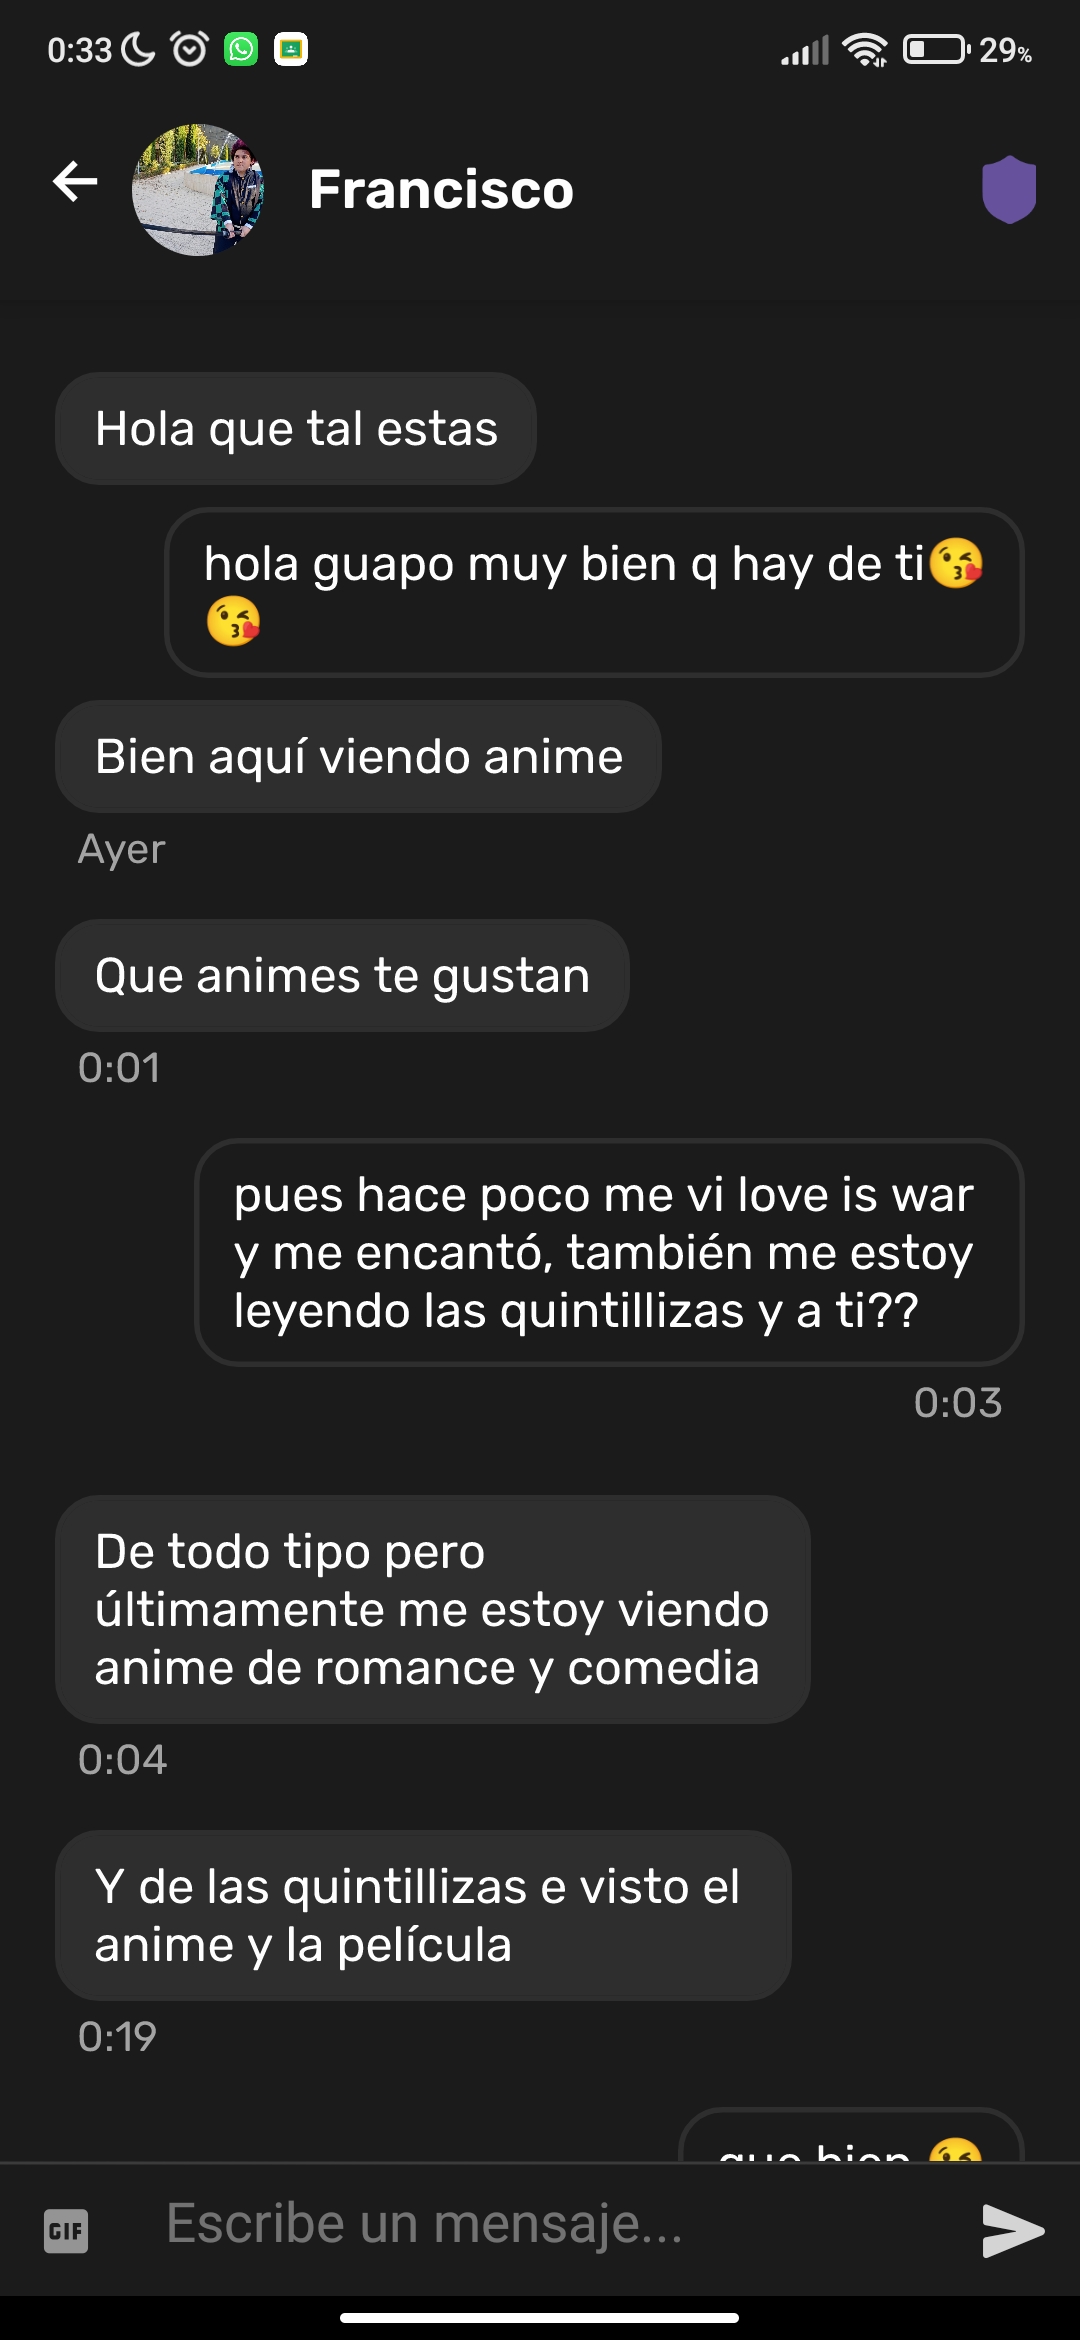 0:33
29%
Francisco
Hola que tal estas
hola guapo muy bien q hay de ti😘
😘
Bien aquí viendo anime
Ayer
Que animes te gustan
0:01
pues hace poco me vi love is war
y me encantó, también me estoy
leyendo las quintillizas y a ti??
0:03
De todo tipo pero
últimamente me estoy viendo
anime de romance y comedia
0:04
Y de las quintillizas e visto el
anime y la película
0:19
que bien 😘
GIF
Escribe un mensaje...